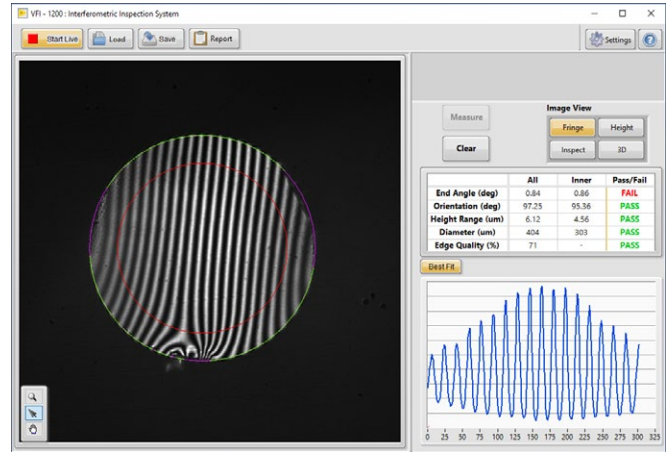 VFI - 1200 : Interferometric Inspection System
Start Live Load Save Report Settings
Image View
Measure Fringe Height
Clear Inspect 3D
All Inner Pass/Fail
End Angle (deg) 0.84 0.86 FAIL
Orientation (deg) 97.25 95.36 PASS
Height Range (um) 6.12 4.56 PASS
Diameter (um) 404 303 PASS
Edge Quality (%) 71 - PASS
Best Fit
0 25 50 75 100 125 150 175 200 225 250 275 300 325